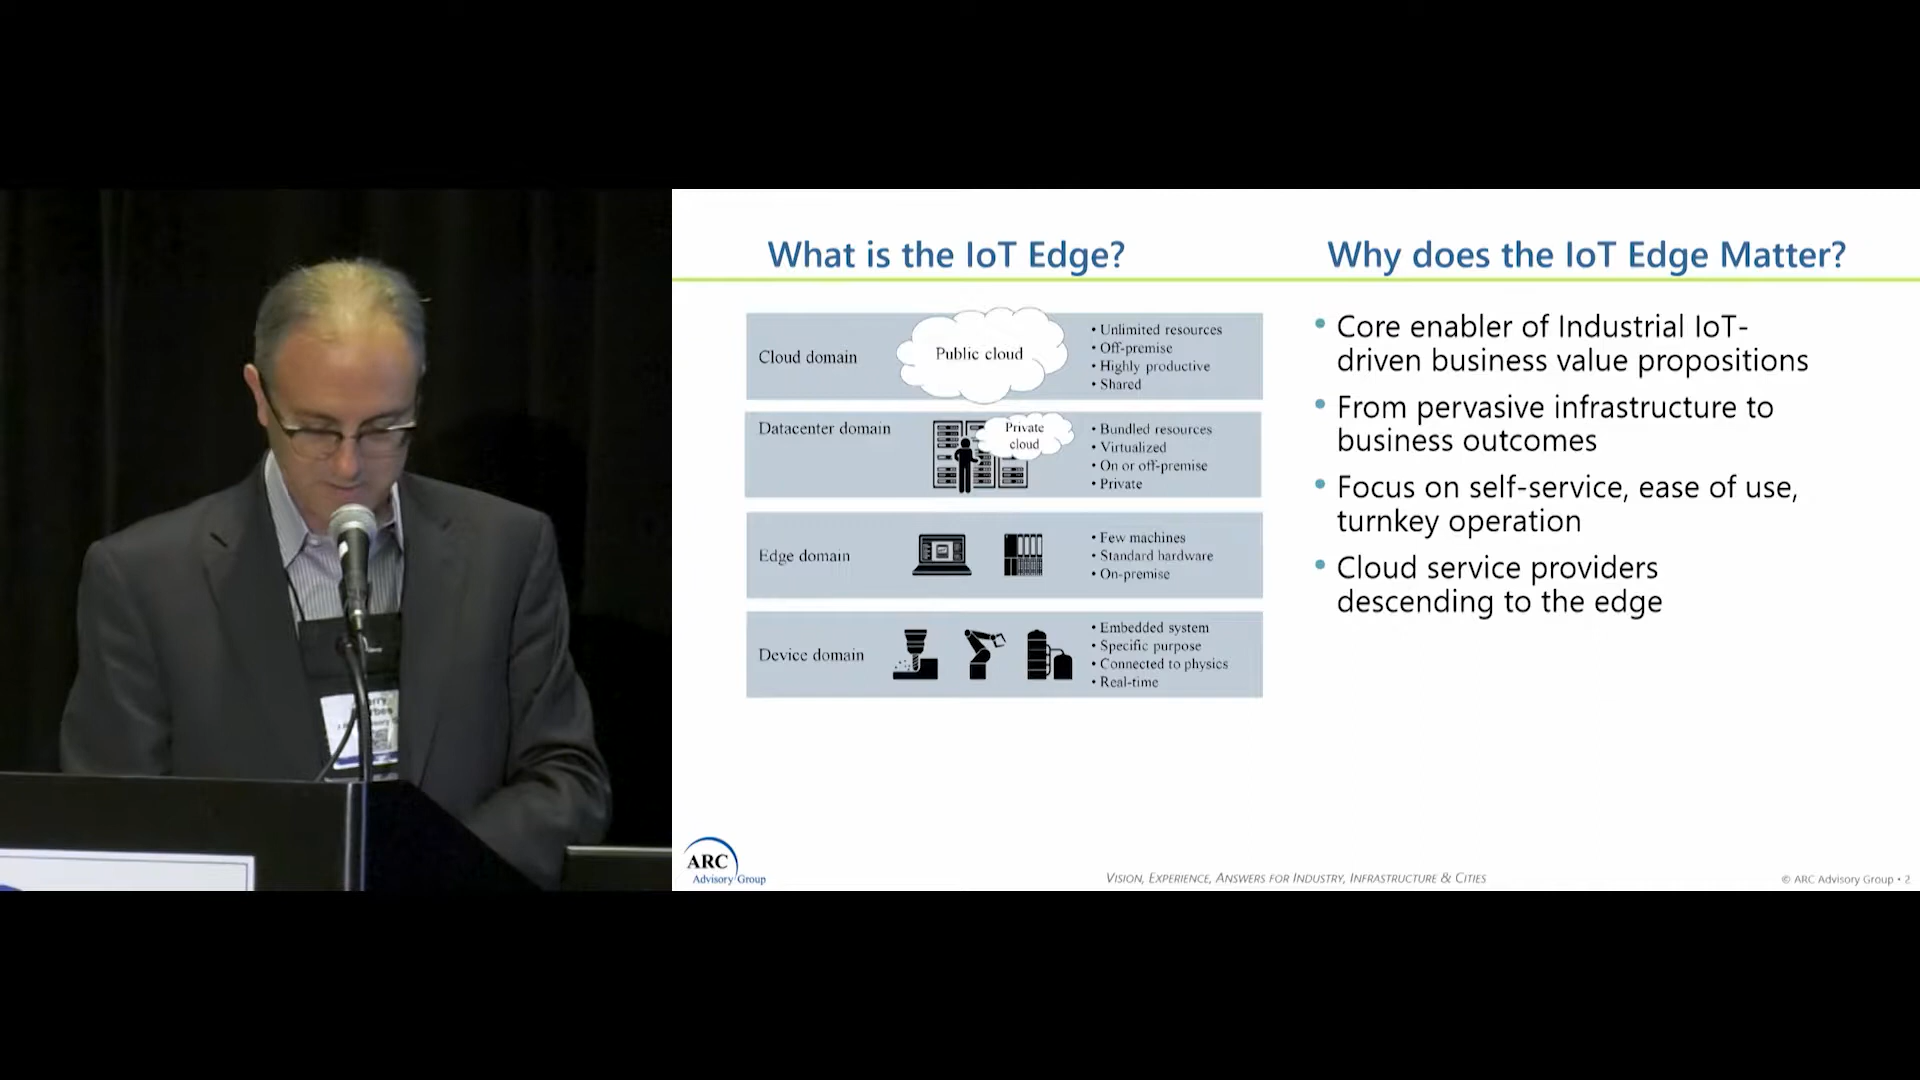 What is the IoT Edge?
Cloud domain
Public cloud
• Unlimited resources
• Off-premise
• Highly productive
• Shared
Datacenter domain
Private
cloud
• Bundled resources
• Virtualized
• On or off-premise
• Private
Edge domain
• Few machines
• Standard hardware
• On-premise
Device domain
• Embedded system
• Specific purpose
• Connected to physics
• Real-time
Why does the IoT Edge Matter?
• Core enabler of Industrial IoT-
driven business value propositions
• From pervasive infrastructure to
business outcomes
• Focus on self-service, ease of use,
turnkey operation
• Cloud service providers
descending to the edge
ARC
Advisory Group
VISION, EXPERIENCE, ANSWERS FOR INDUSTRY, INFRASTRUCTURE & CITIES
© ARC Advisory Group • 2